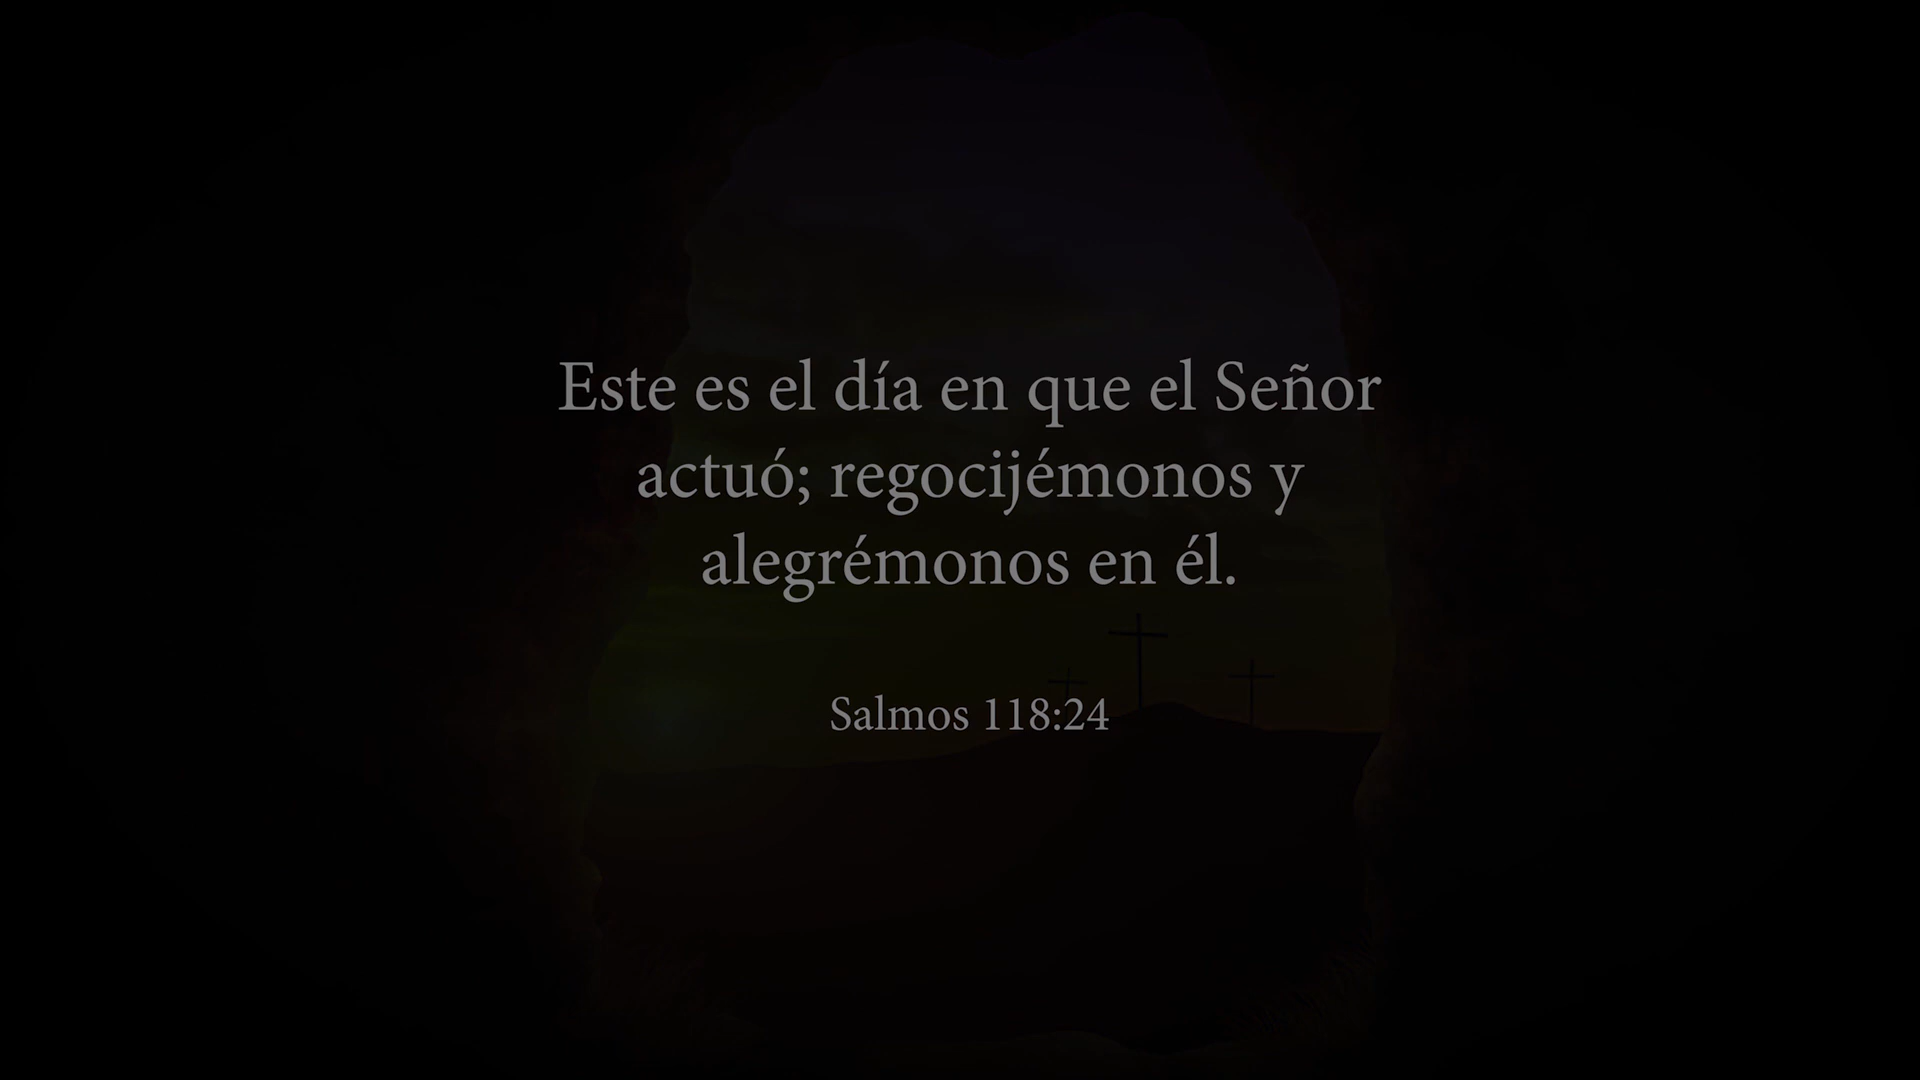 Este es el día en que el Señor
actuó; regocijémonos y
alegrémonos en él.
Salmos 118:24